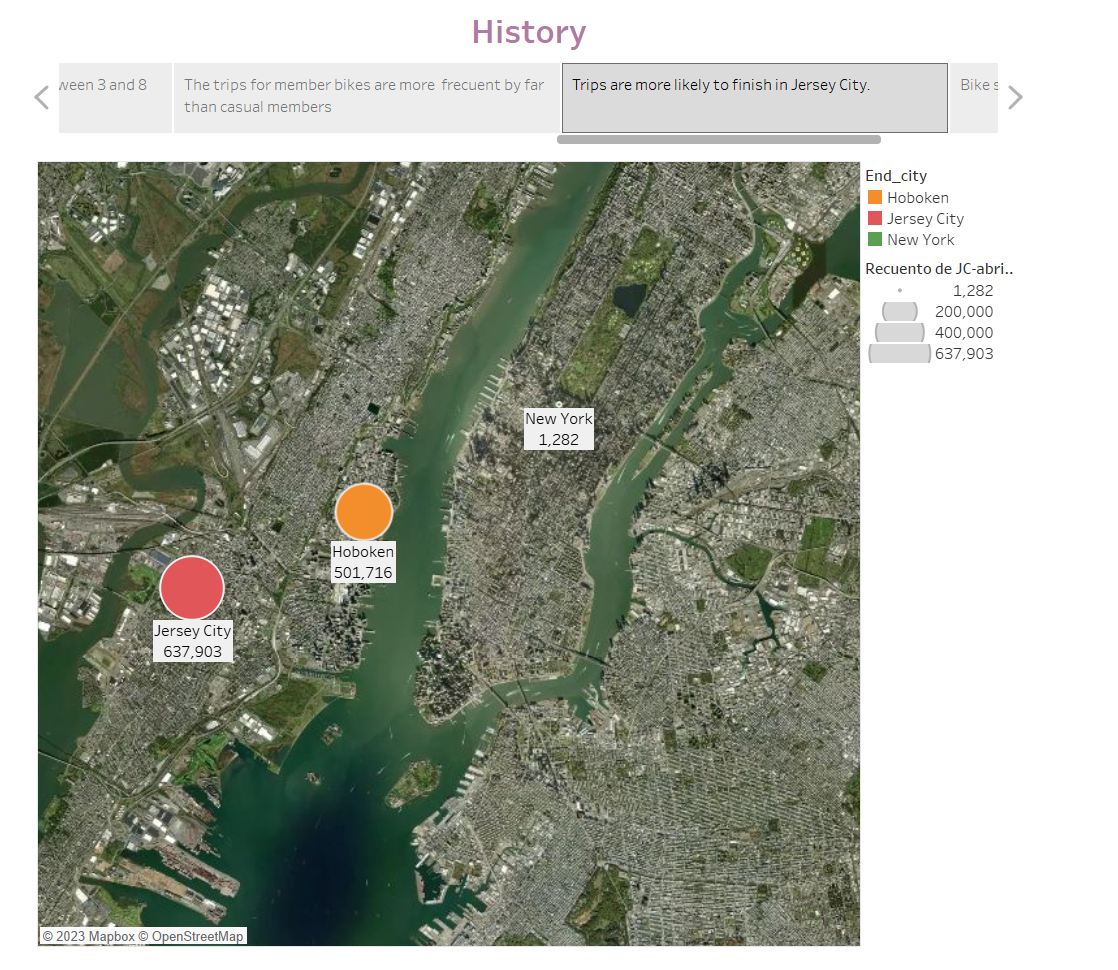 History
ween 3 and 8
The trips for member bikes are more  frecuent by far
than casual members
Trips are more likely to finish in Jersey City.
Bike s
End_city
Hoboken
Jersey City
New York
Recuento de JC-abri..
1,282
200,000
400,000
637,903
New York
1,282
Hoboken
501,716
Jersey City
637,903
© 2023 Mapbox © OpenStreetMap